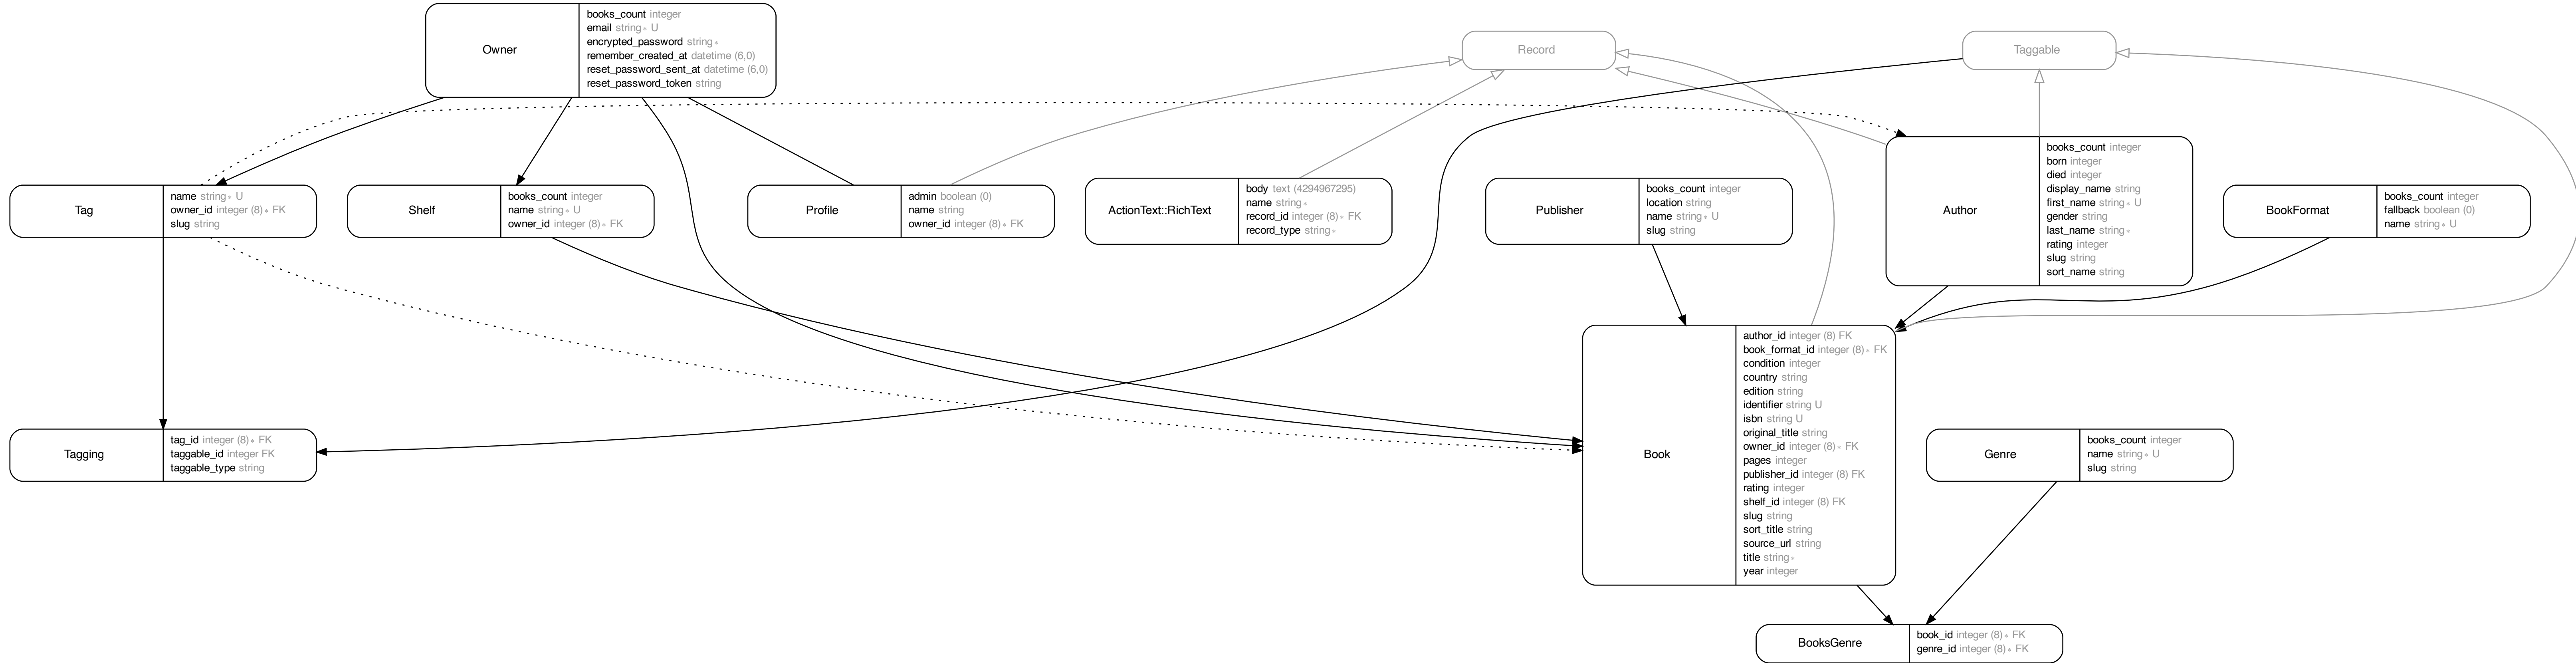 Owner
books_count integer
email string∗ U
encrypted_password string∗
remember_created_at datetime (6,0)
reset_password_sent_at datetime (6,0)
reset_password_token string
Record
Taggable
Tag
name string∗ U
owner_id integer (8)∗ FK
slug string
Shelf
books_count integer
name string∗ U
owner_id integer (8)∗ FK
Profile
admin boolean (0)
name string
owner_id integer (8)∗ FK
ActionText::RichText
body text (4294967295)
name string∗
record_id integer (8)∗ FK
record_type string∗
Publisher
books_count integer
location string
name string∗ U
slug string
Author
books_count integer
born integer
died integer
display_name string
first_name string∗ U
gender string
last_name string∗
rating integer
slug string
sort_name string
BookFormat
books_count integer
fallback boolean (0)
name string∗ U
Tagging
tag_id integer (8)∗ FK
taggable_id integer FK
taggable_type string
Book
author_id integer (8) FK
book_format_id integer (8)∗ FK
condition integer
country string
edition string
identifier string U
isbn string U
original_title string
owner_id integer (8)∗ FK
pages integer
publisher_id integer (8) FK
rating integer
shelf_id integer (8) FK
slug string
sort_title string
source_url string
title string∗
year integer
Genre
books_count integer
name string∗ U
slug string
BooksGenre
book_id integer (8)∗ FK
genre_id integer (8)∗ FK